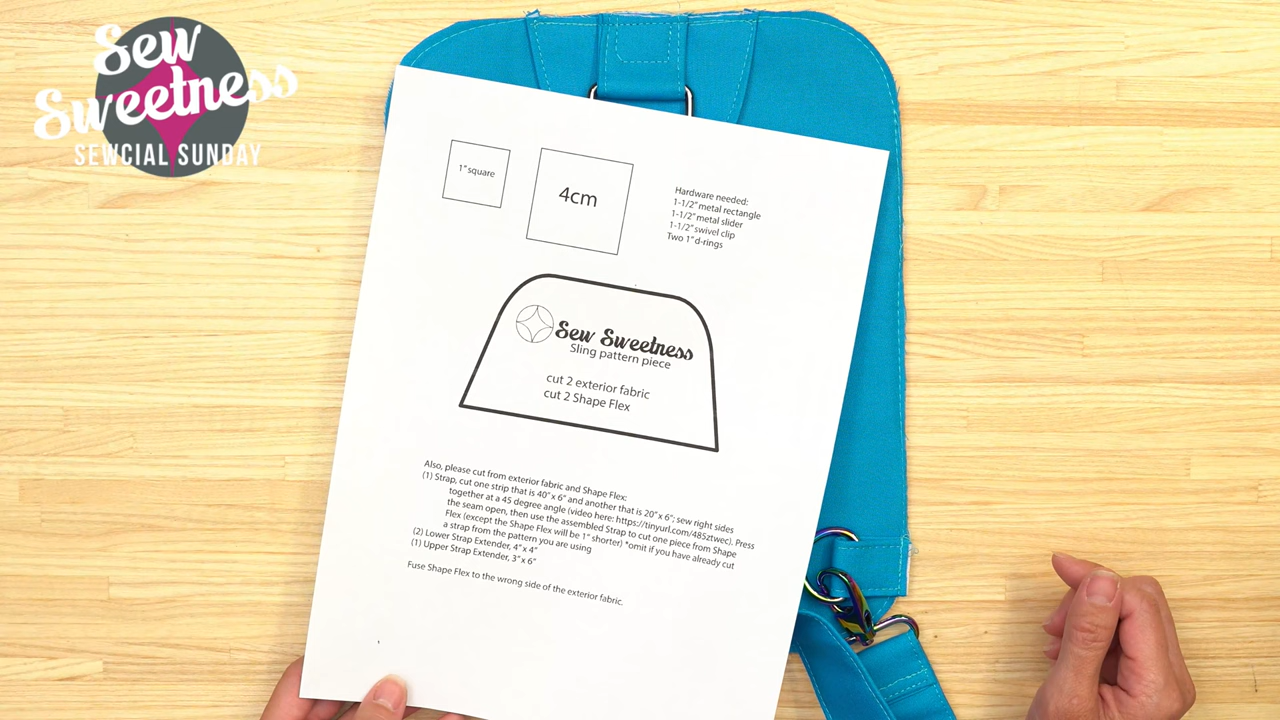 Sew
Sweetness
SEWCIAL SUNDAY
1" square
4cm
Hardware needed:
1-1/2" metal rectangle
1-1/2" metal slider
1-1/2" swivel clip
Two 1" d-rings
Sew Sweetness
Sling pattern piece
cut 2 exterior fabric
cut 2 Shape Flex
Also, please cut from exterior fabric and Shape Flex:
(1) Strap, cut one strip that is 40" x 6" and another that is 20" x 6"; sew right sides
together at a 45 degree angle (video here: https://tinyurl.com/485ztwec). Press
the seam open, then use the assembled Strap to cut one piece from Shape
Flex (except the Shape Flex will be 1" shorter) *omit if you have already cut
a strap from the pattern you are using
(2) Lower Strap Extender, 4" x 4"
(1) Upper Strap Extender, 3" x 6"
Fuse Shape Flex to the wrong side of the exterior fabric.